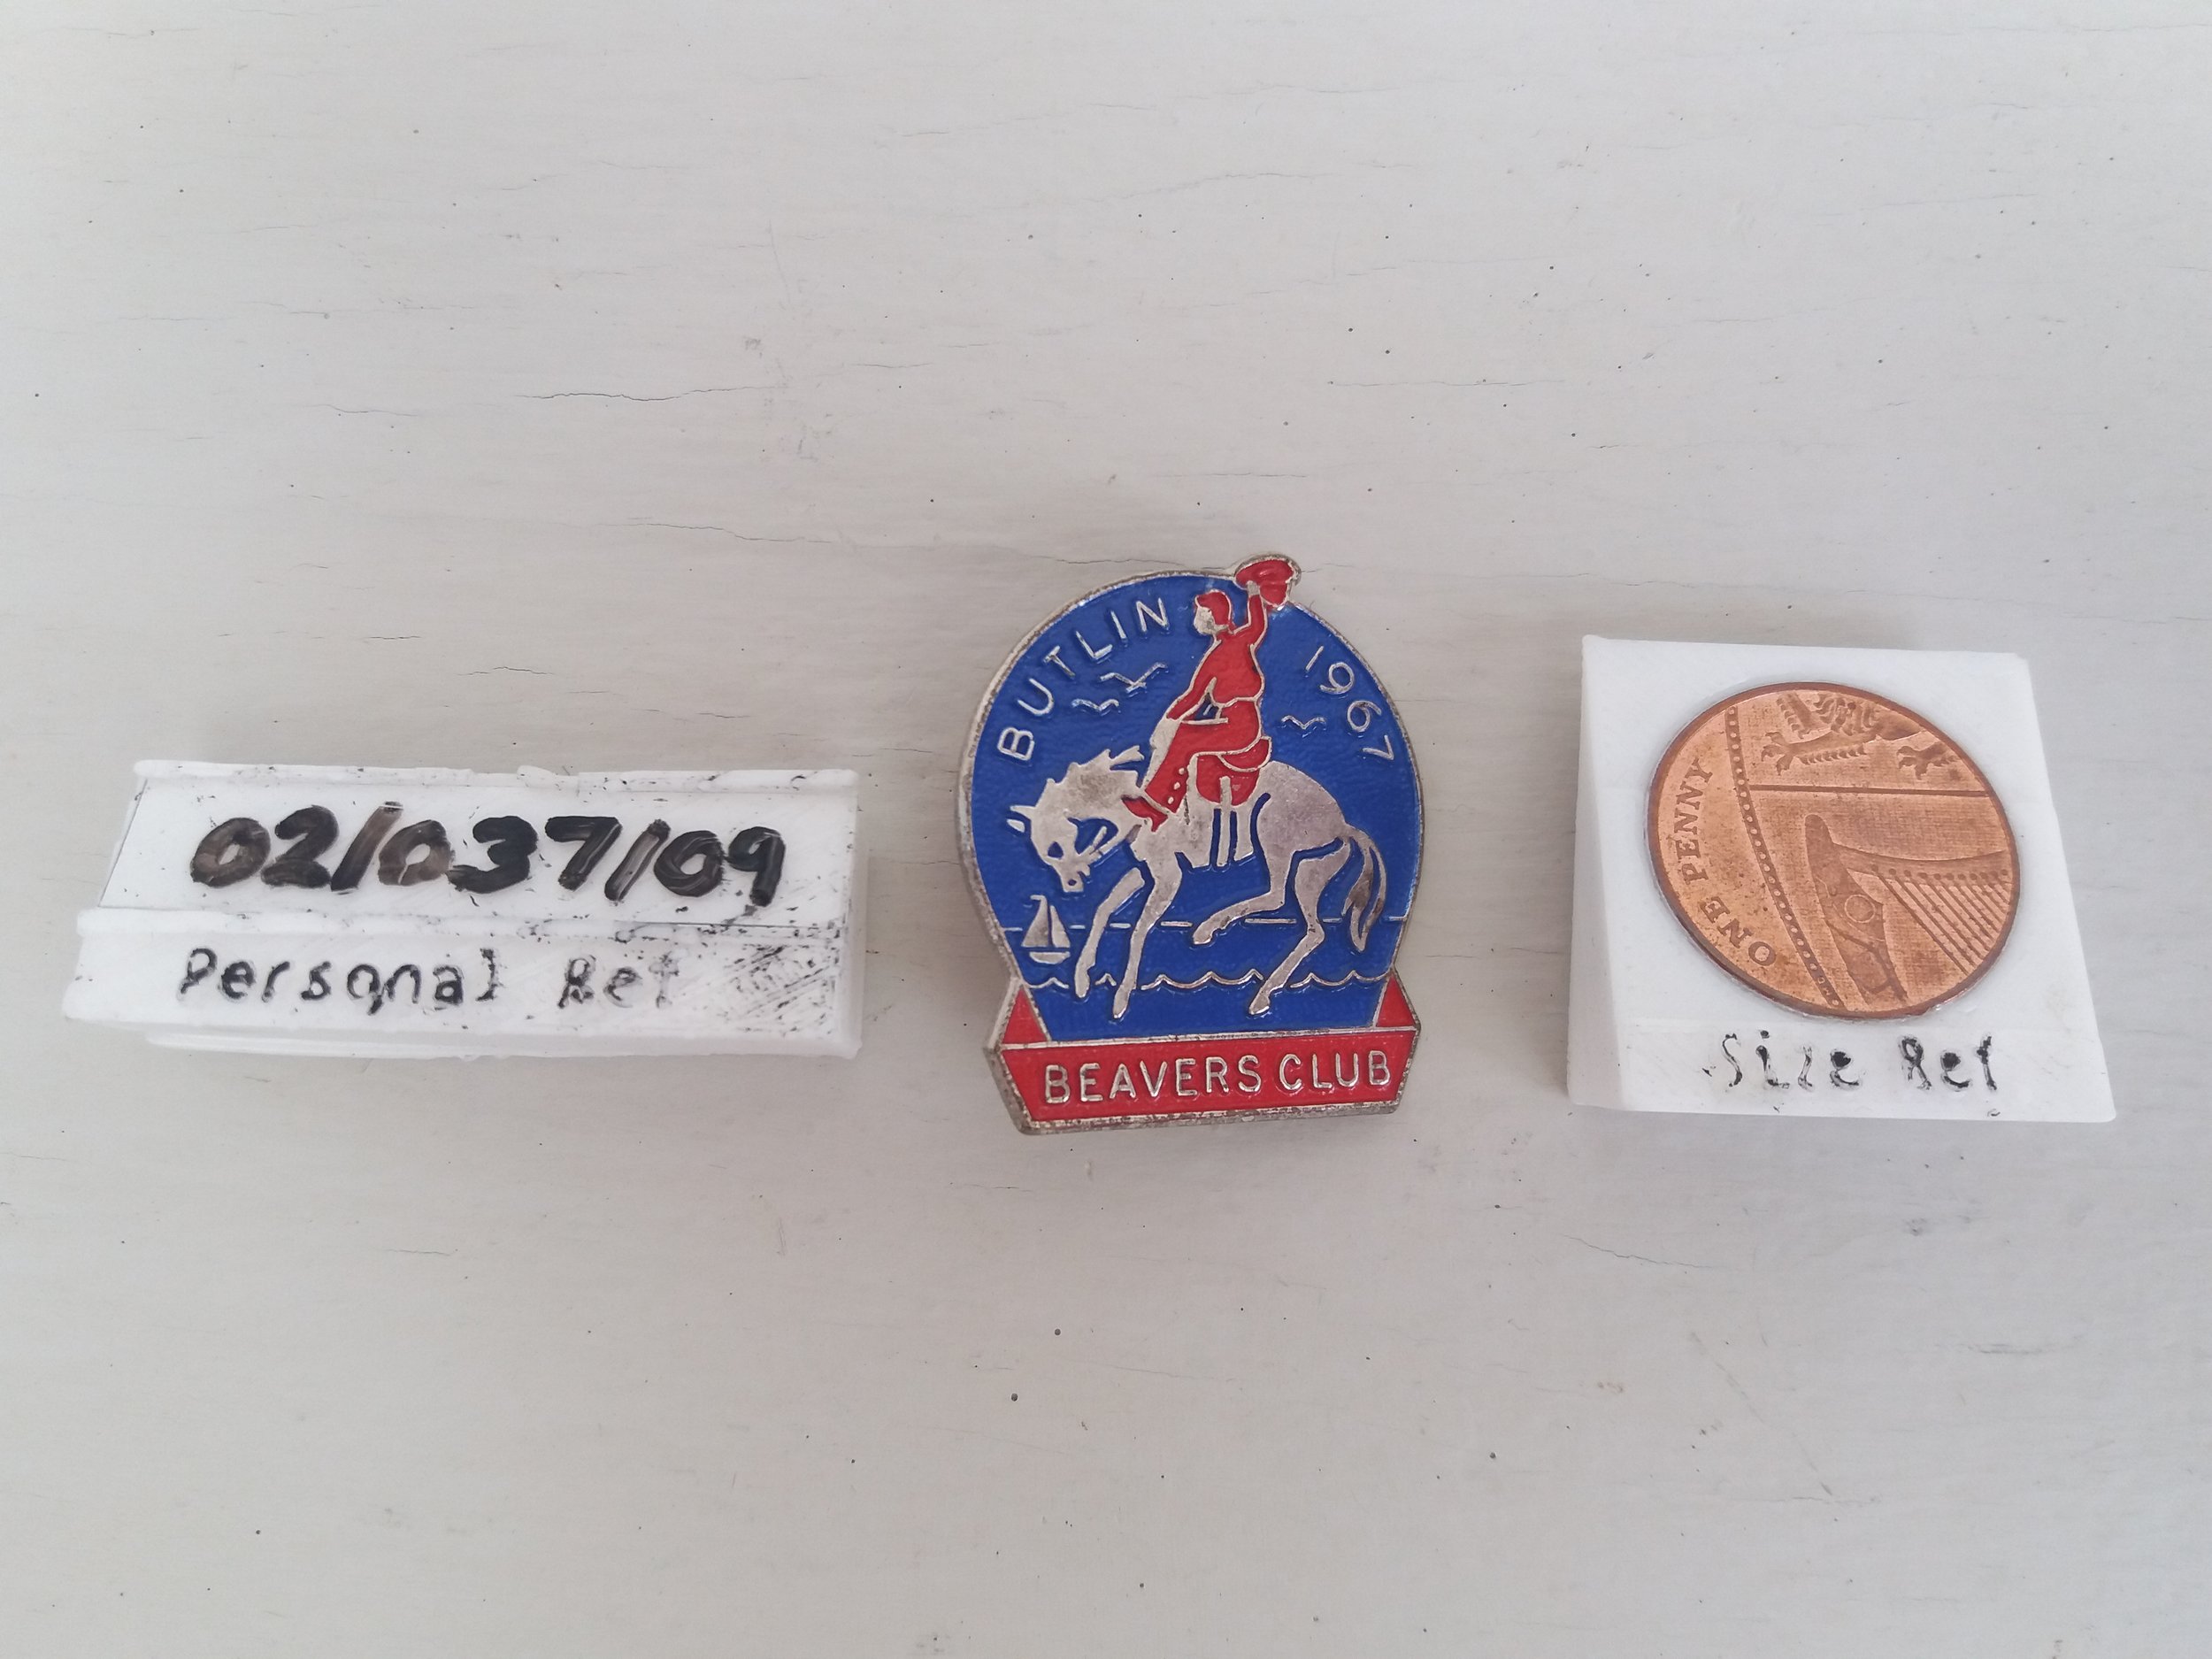 02/037/09
Personal Ref
BUTLIN 1967
BEAVERS CLUB
ONE PENNY
Size Ref